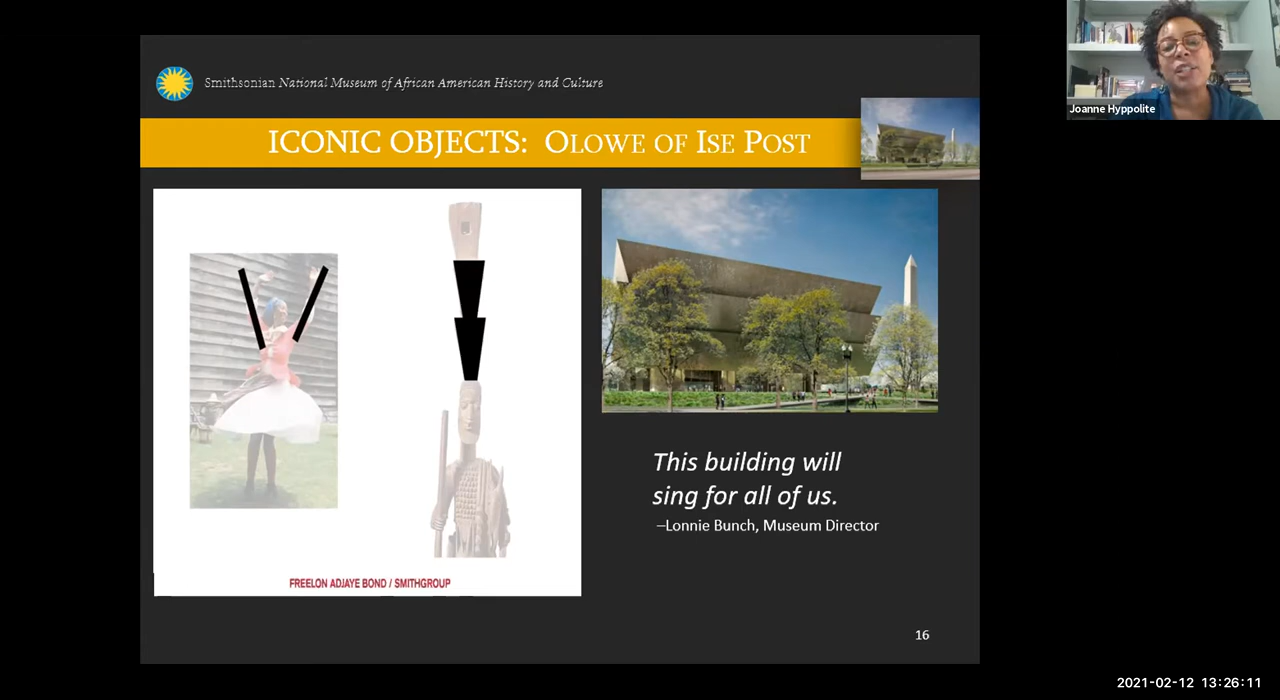 Smithsonian National Museum of African American History and Culture
Joanne Hyppolite
ICONIC OBJECTS: OLOWE OF ISE POST
This building will
sing for all of us.
–Lonnie Bunch, Museum Director
FREELON ADJAYE BOND / SMITHGROUP
16
2021-02-12 13:26:11